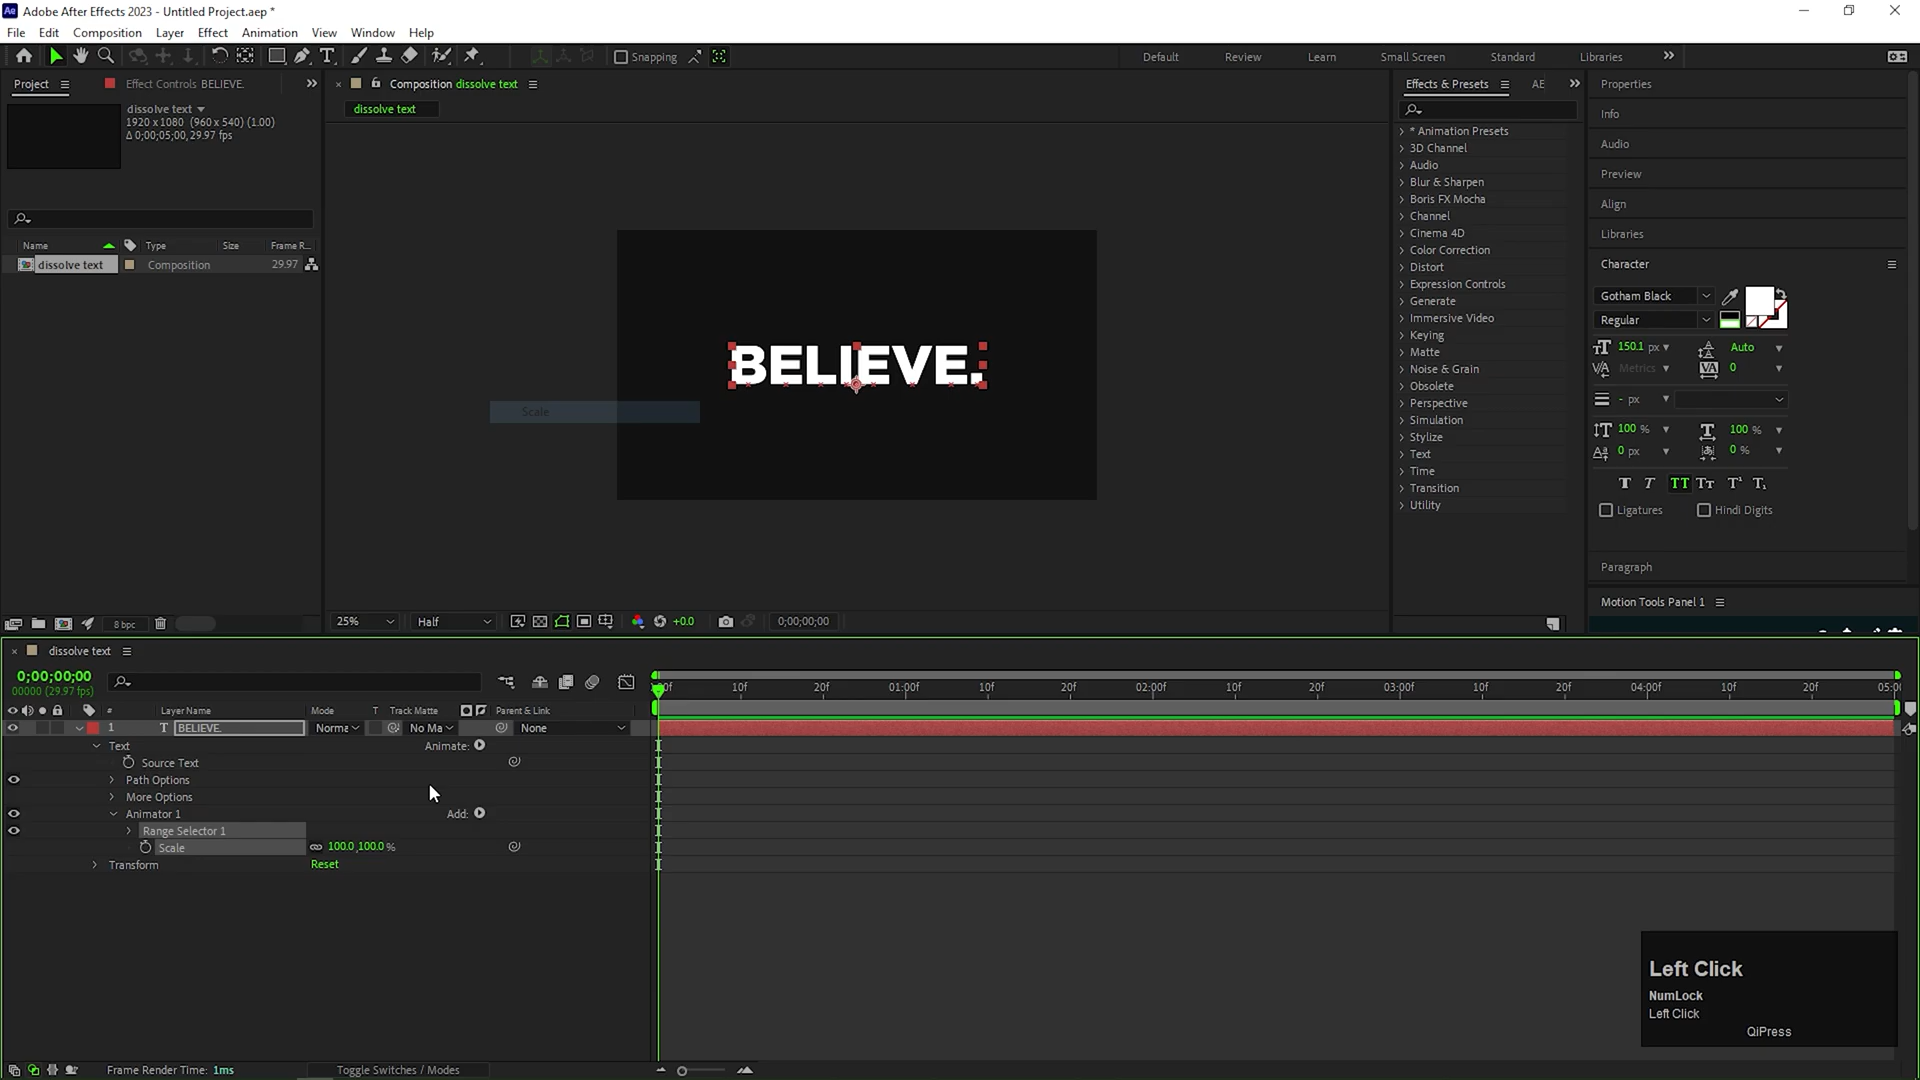 Adobe After Effects 2023 - Untitled Project.aep *
File Edit Composition Layer Effect Animation View Window Help
Snapping
Default Review Learn Small Screen Standard Libraries
Project Effect Controls BELIEVE.
dissolve text
1920 x 1080 (960 x 540) (1.00)
Δ 0;00;05;00, 29.97 fps
Name Type Size Frame R...
dissolve text Composition 29.97
8 bpc
Composition dissolve text
dissolve text
BELIEVE.
Scale
25% Half +0.0 0;00;00;00
Effects & Presets AE
* Animation Presets
3D Channel
Audio
Blur & Sharpen
Boris FX Mocha
Channel
Cinema 4D
Color Correction
Distort
Expression Controls
Generate
Immersive Video
Keying
Matte
Noise & Grain
Obsolete
Perspective
Simulation
Stylize
Text
Time
Transition
Utility
Properties
Info
Audio
Preview
Align
Libraries
Character
Gotham Black
Regular
150.1 px Auto
Metrics 0
- px
100 % 100 %
0 px 0 %
Ligatures Hindi Digits
Paragraph
Motion Tools Panel 1
dissolve text
0;00;00;00
00000 (29.97 fps)
# Layer Name Mode T Track Matte Parent & Link
1 T BELIEVE. Norma No Ma None
Text Animate:
Source Text
Path Options
More Options
Animator 1 Add:
Range Selector 1
Scale 100.0,100.0 %
Transform Reset
10f 20f 01:00f 10f 20f 02:00f 10f 20f 03:00f 10f 20f 04:00f 10f 20f 05:00
Left Click
NumLock
Left Click
QiPress
Frame Render Time: 1ms Toggle Switches / Modes